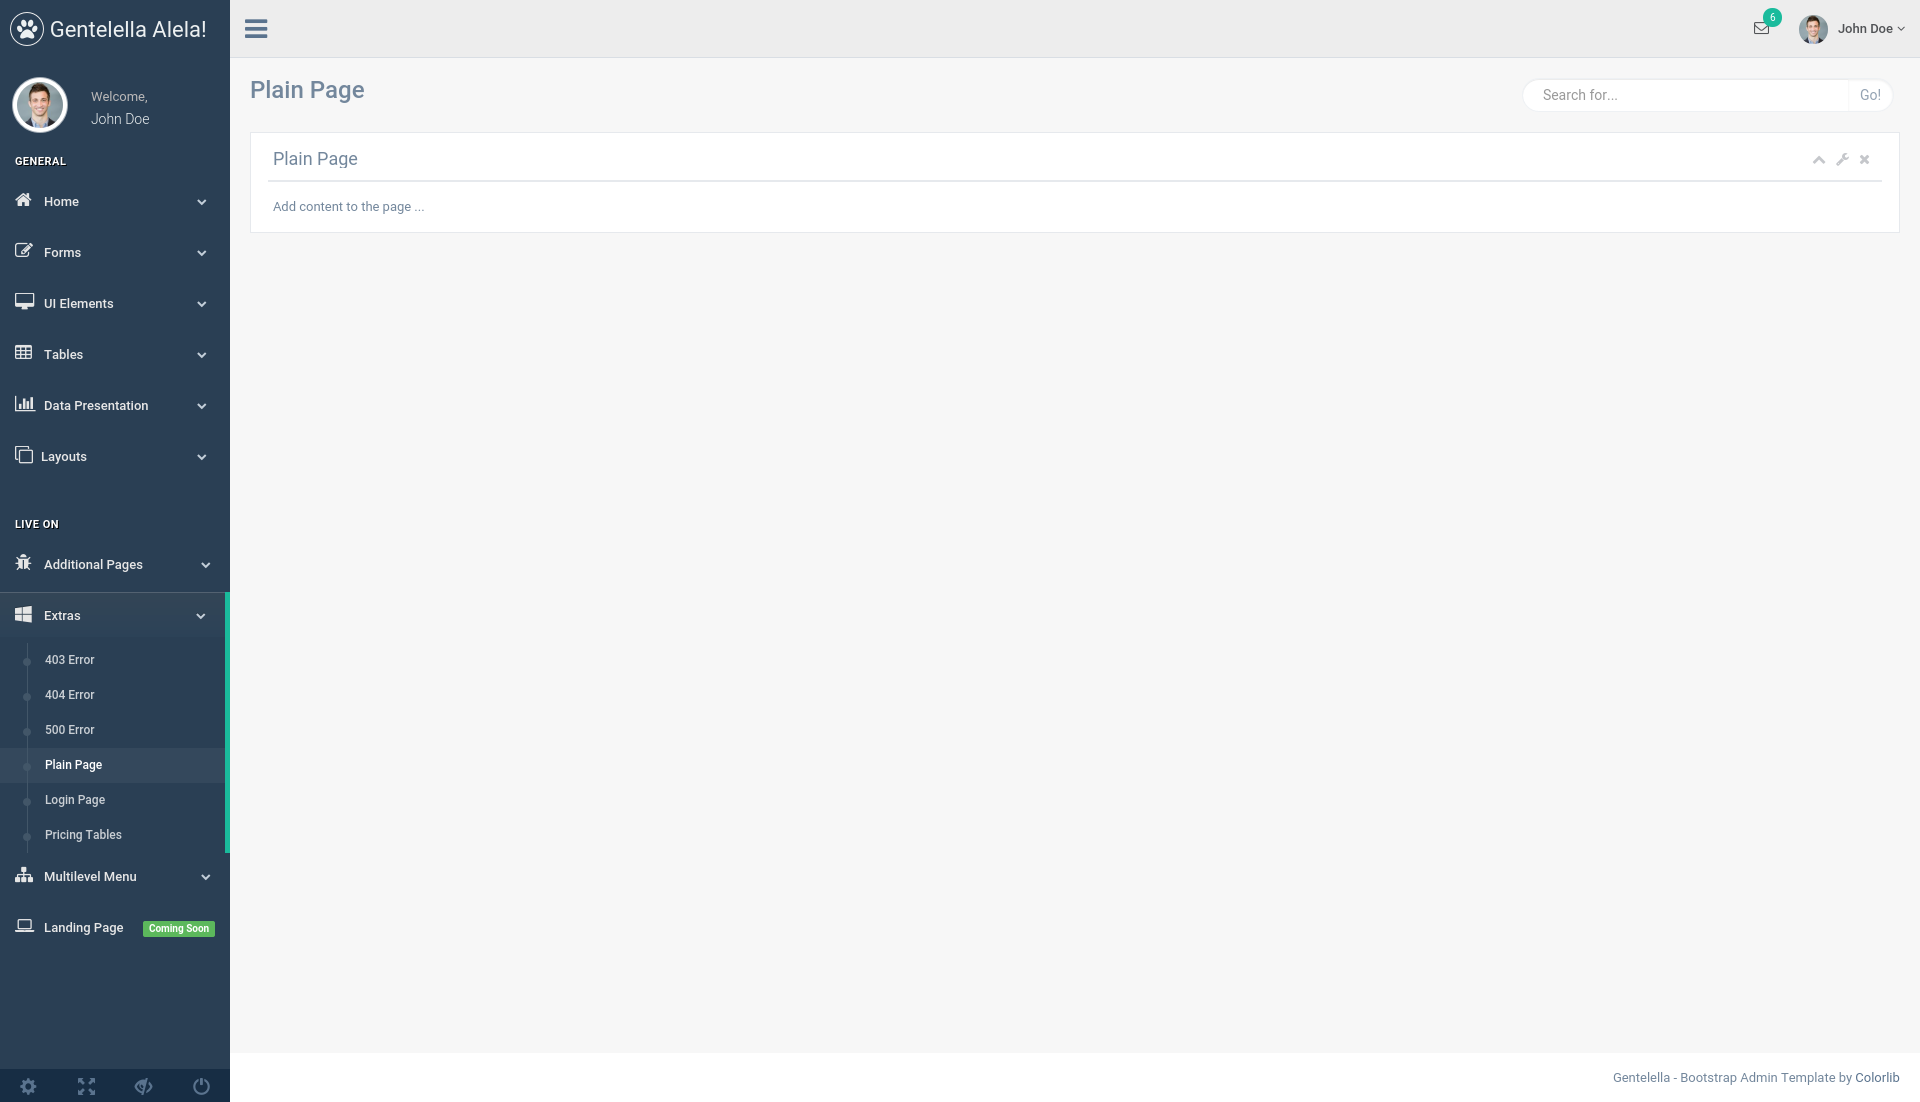 Gentelella Alela!
6
John Doe
Welcome,
John Doe
Plain Page
Search for...
Go!
GENERAL
Home
Forms
UI Elements
Tables
Data Presentation
Layouts
LIVE ON
Additional Pages
Extras
403 Error
404 Error
500 Error
Plain Page
Login Page
Pricing Tables
Multilevel Menu
Landing Page Coming Soon
Plain Page
Add content to the page ...
Gentelella - Bootstrap Admin Template by Colorlib